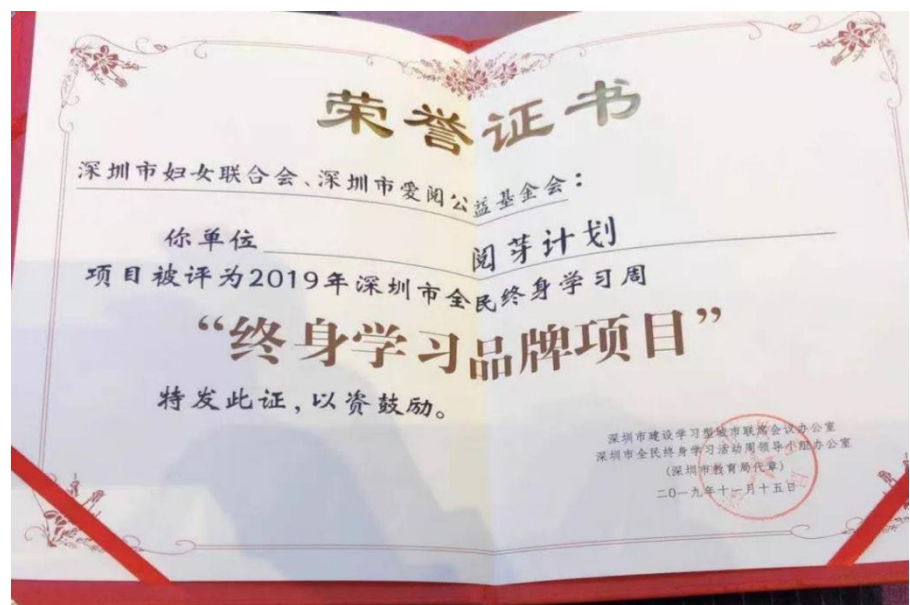 荣誉证书
深圳市妇女联合会、深圳市爱阅公益基金会：
你单位 阅芽计划
项目被评为2019年深圳市全民终身学习周
“终身学习品牌项目”
特发此证，以资鼓励。
深圳市建设学习型城市联席会议办公室
深圳市全民终身学习活动周领导小组办公室
(深圳市教育局代章)
二0一九年十一月十五日